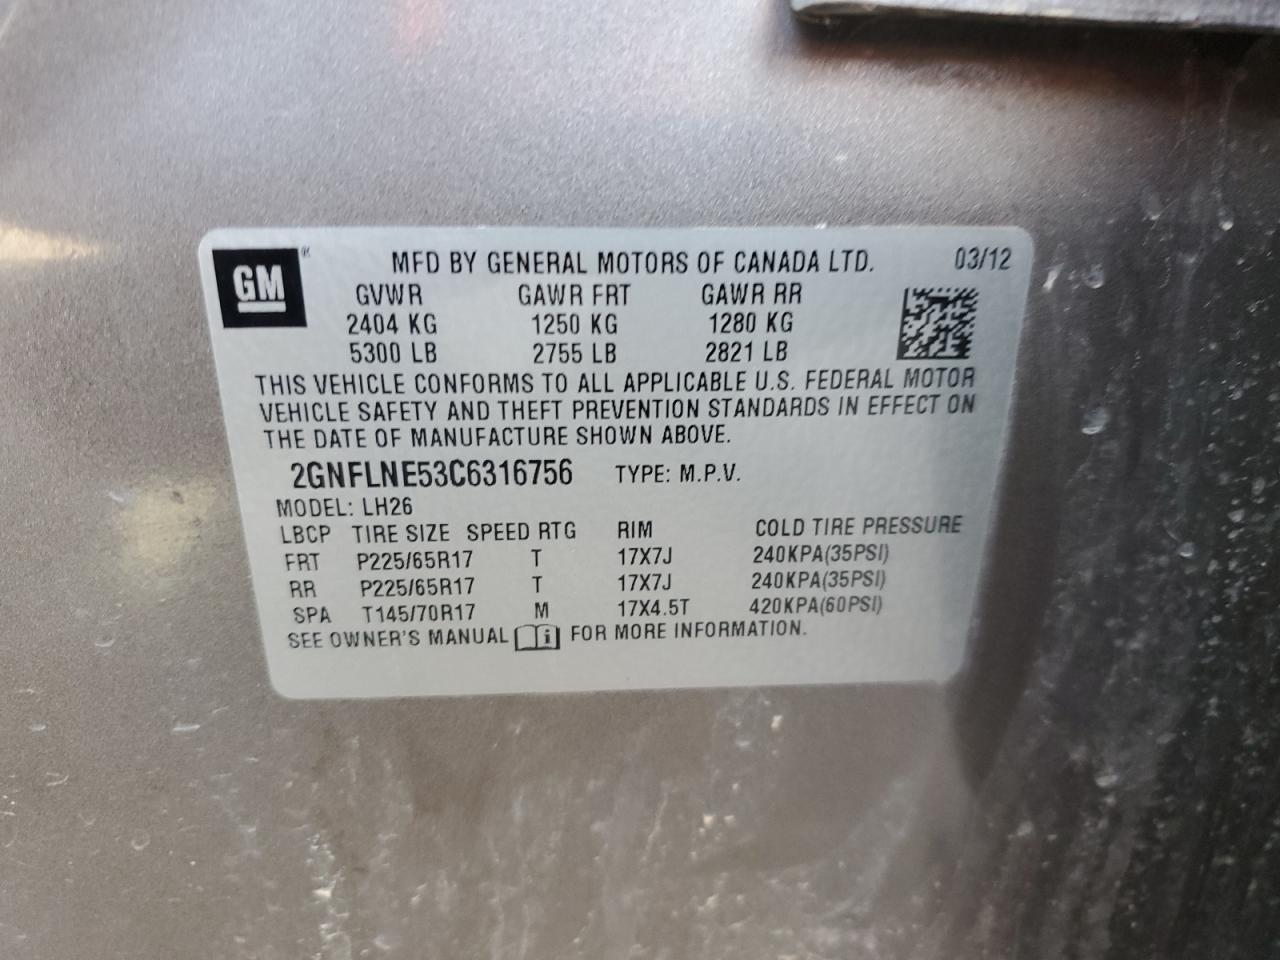 GM ®
MFD BY GENERAL MOTORS OF CANADA LTD. 03/12
GVWR GAWR FRT GAWR RR
2404 KG 1250 KG 1280 KG
5300 LB 2755 LB 2821 LB
THIS VEHICLE CONFORMS TO ALL APPLICABLE U.S. FEDERAL MOTOR
VEHICLE SAFETY AND THEFT PREVENTION STANDARDS IN EFFECT ON
THE DATE OF MANUFACTURE SHOWN ABOVE.
2GNFLNE53C6316756 TYPE: M.P.V.
MODEL: LH26
LBCP TIRE SIZE SPEED RTG RIM COLD TIRE PRESSURE
FRT P225/65R17 T 17X7J 240KPA(35PSI)
RR P225/65R17 T 17X7J 240KPA(35PSI)
SPA T145/70R17 M 17X4.5T 420KPA(60PSI)
SEE OWNER'S MANUAL i FOR MORE INFORMATION.